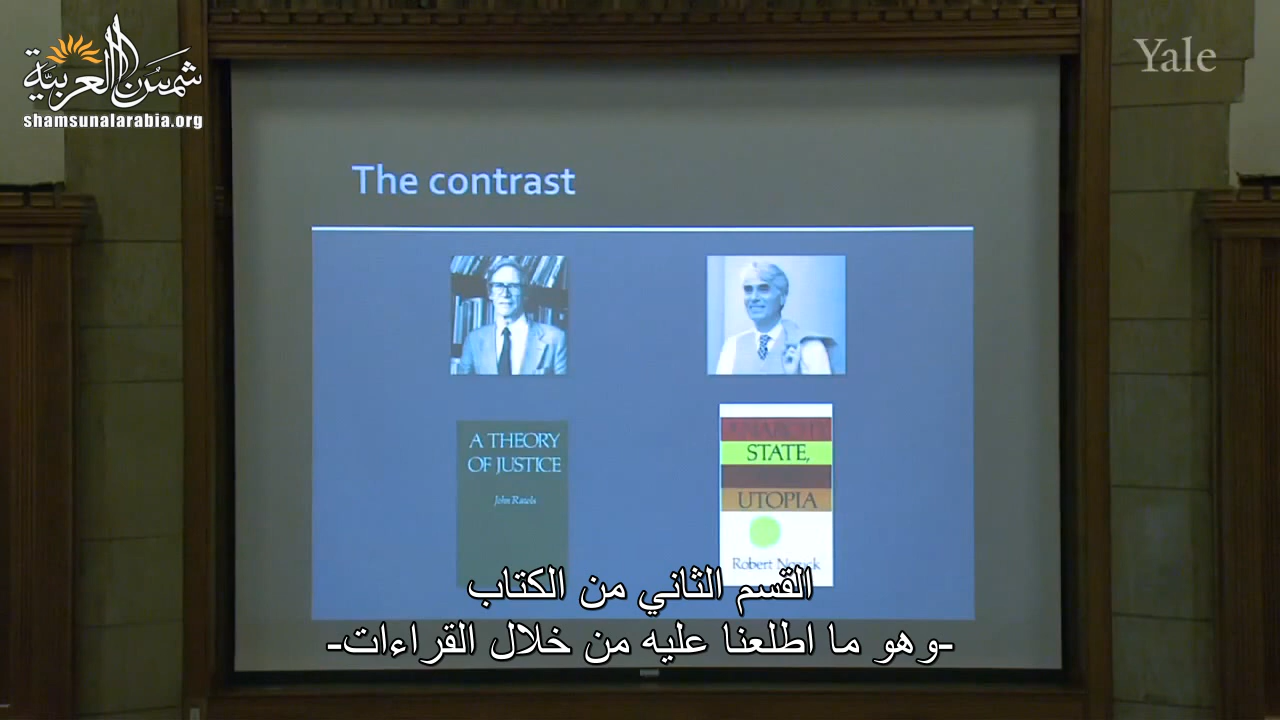 شمس العربية
shamsunalarabia.org
Yale
The contrast
A THEORY
OF JUSTICE
John Rawls
ANARCHY
STATE,
UTOPIA
Robert Nozick
القسم الثاني من الكتاب
-وهو ما اطلعنا عليه من خلال القراءات-